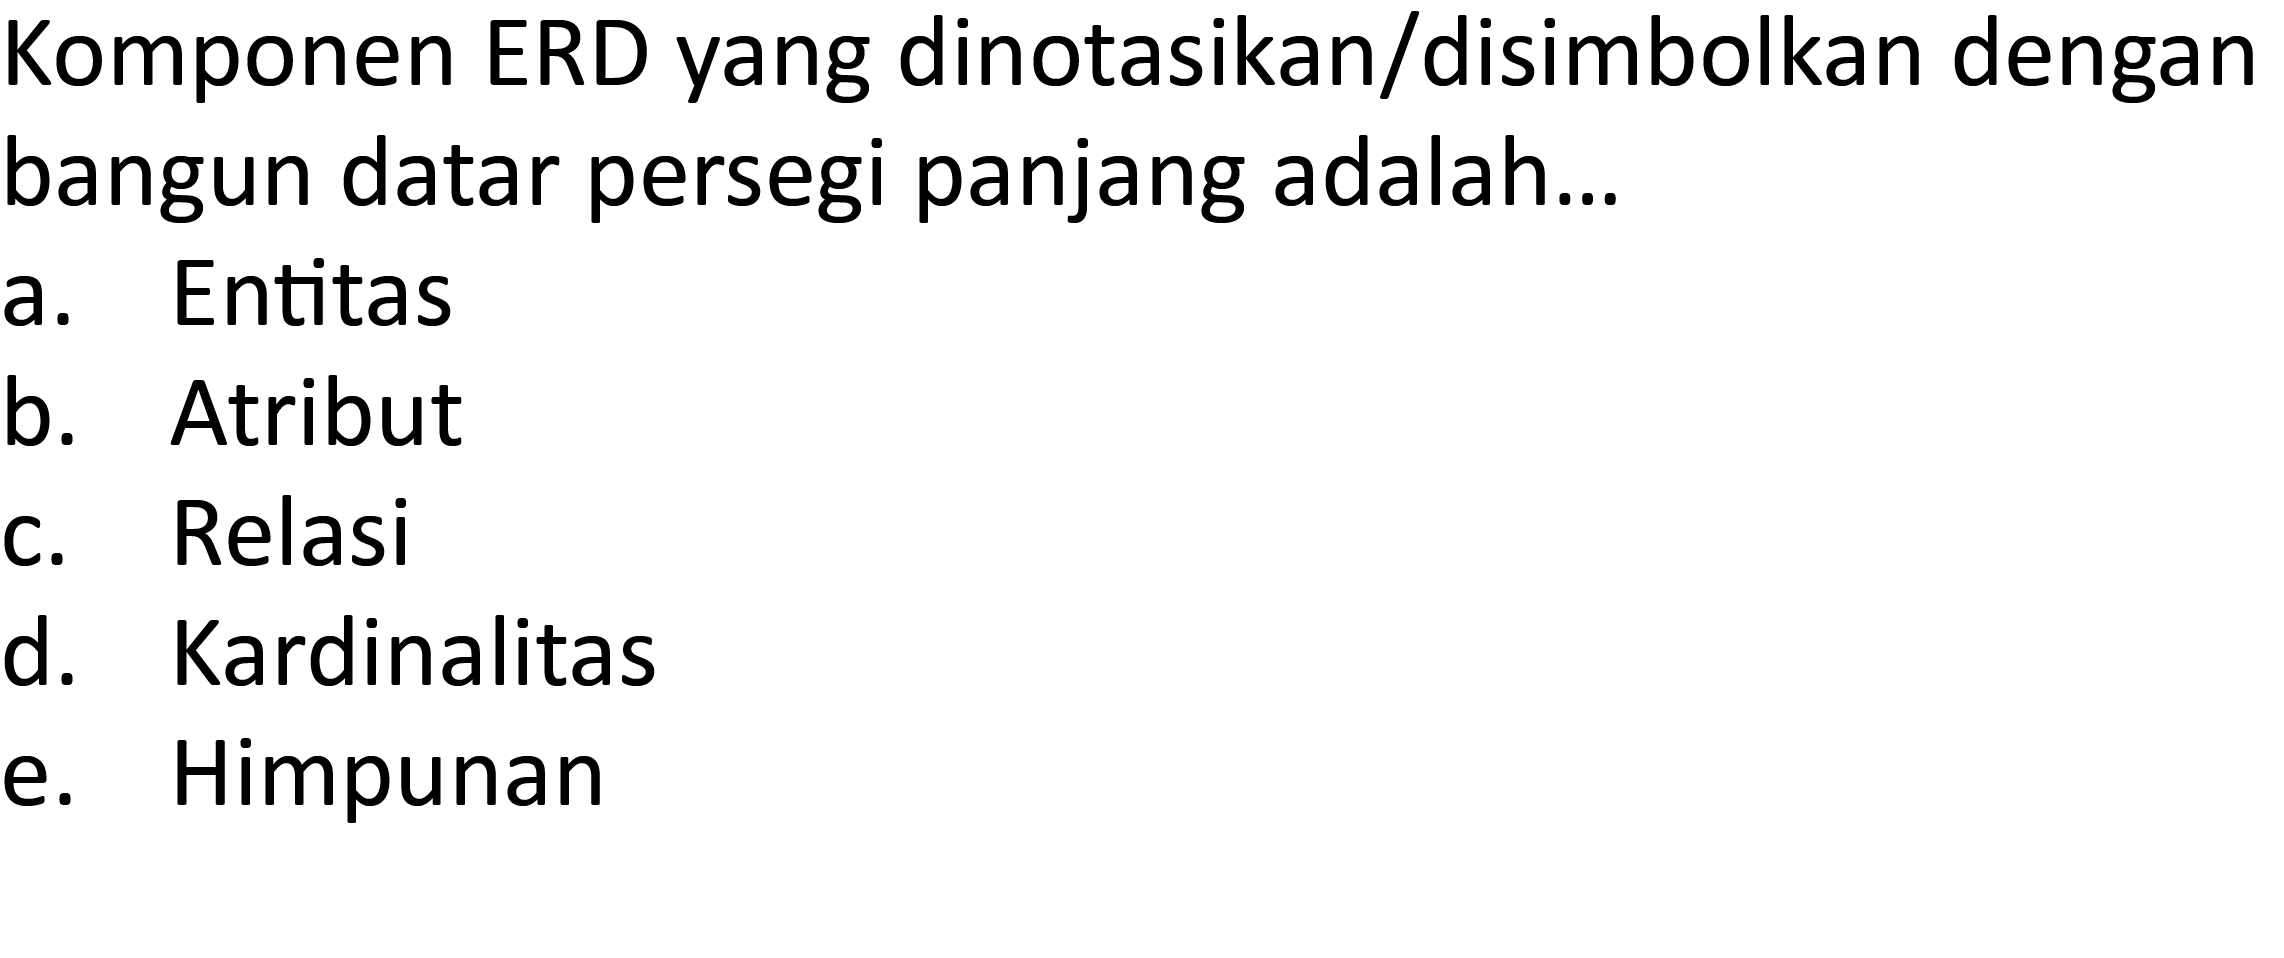 Komponen ERD yang dinotasikan/disimbolkan dengan
bangun datar persegi panjang adalah...
a. Entitas
b. Atribut
c. Relasi
d. Kardinalitas
e. Himpunan